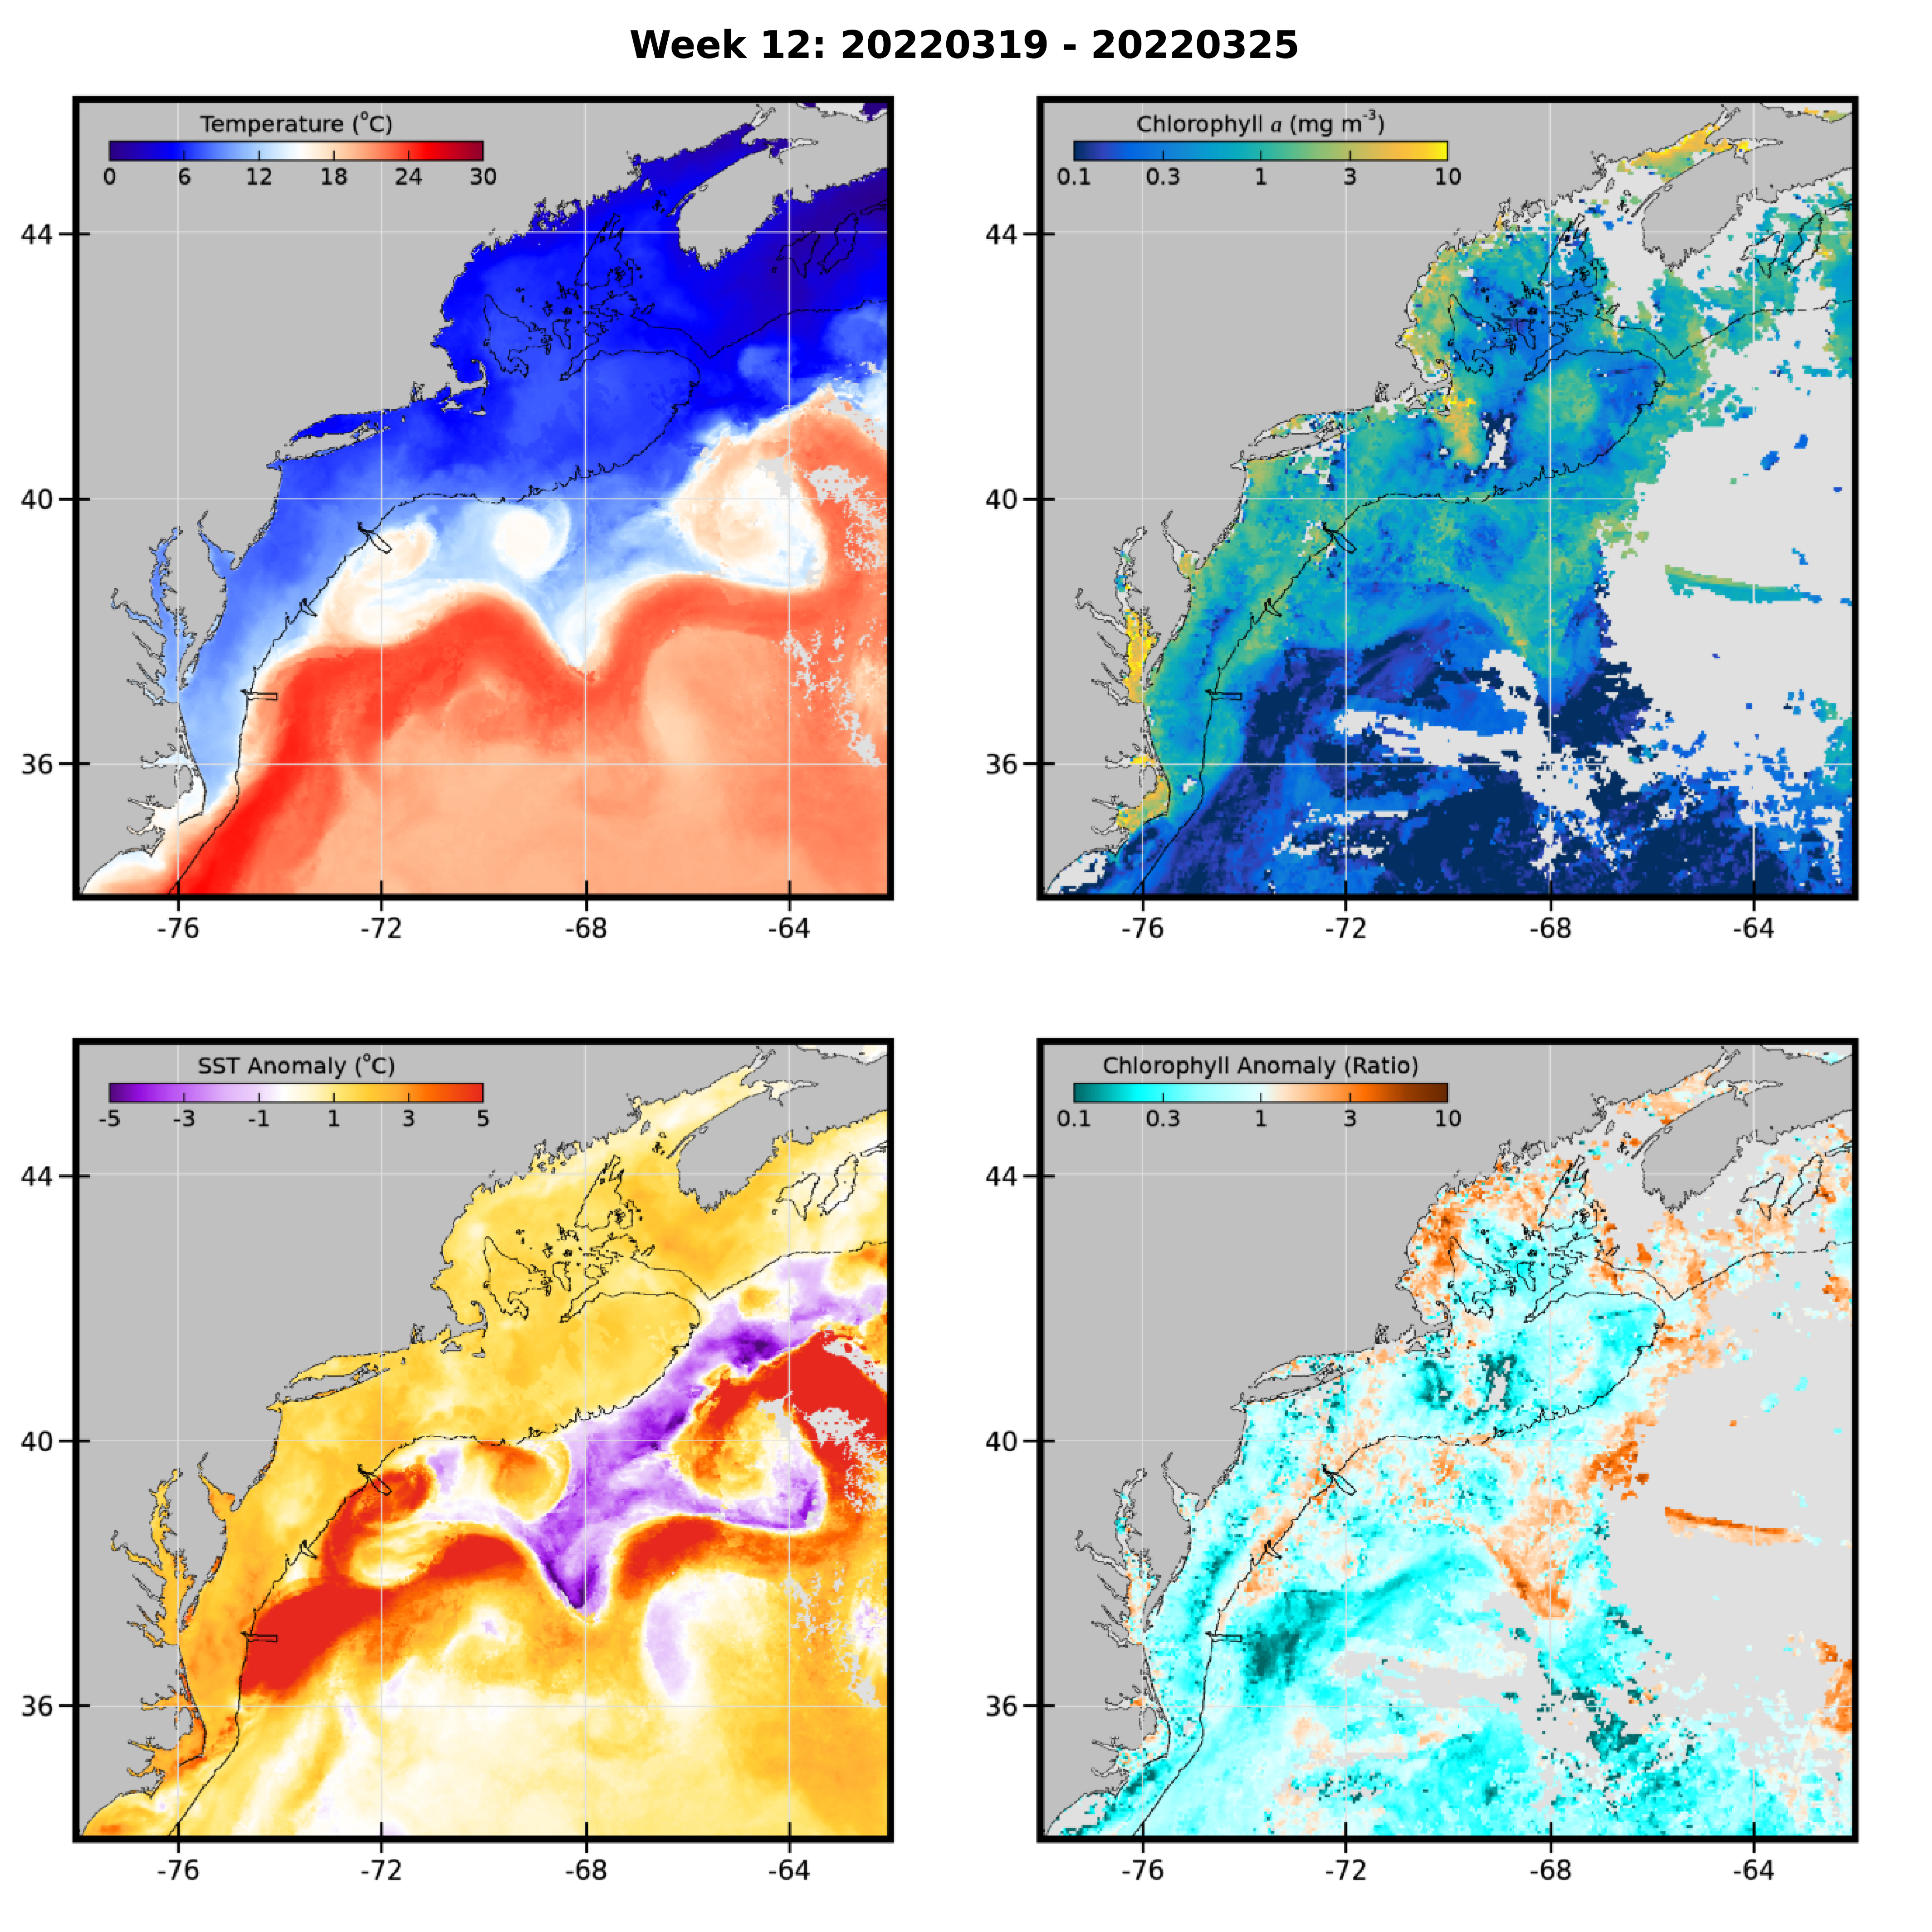 Week 12: 20220319 - 20220325
Temperature (°C)
0 6 12 18 24 30
44
40
36
-76 -72 -68 -64
Chlorophyll a (mg m⁻³)
0.1 0.3 1 3 10
44
40
36
-76 -72 -68 -64
SST Anomaly (°C)
-5 -3 -1 1 3 5
44
40
36
-76 -72 -68 -64
Chlorophyll Anomaly (Ratio)
0.1 0.3 1 3 10
44
40
36
-76 -72 -68 -64